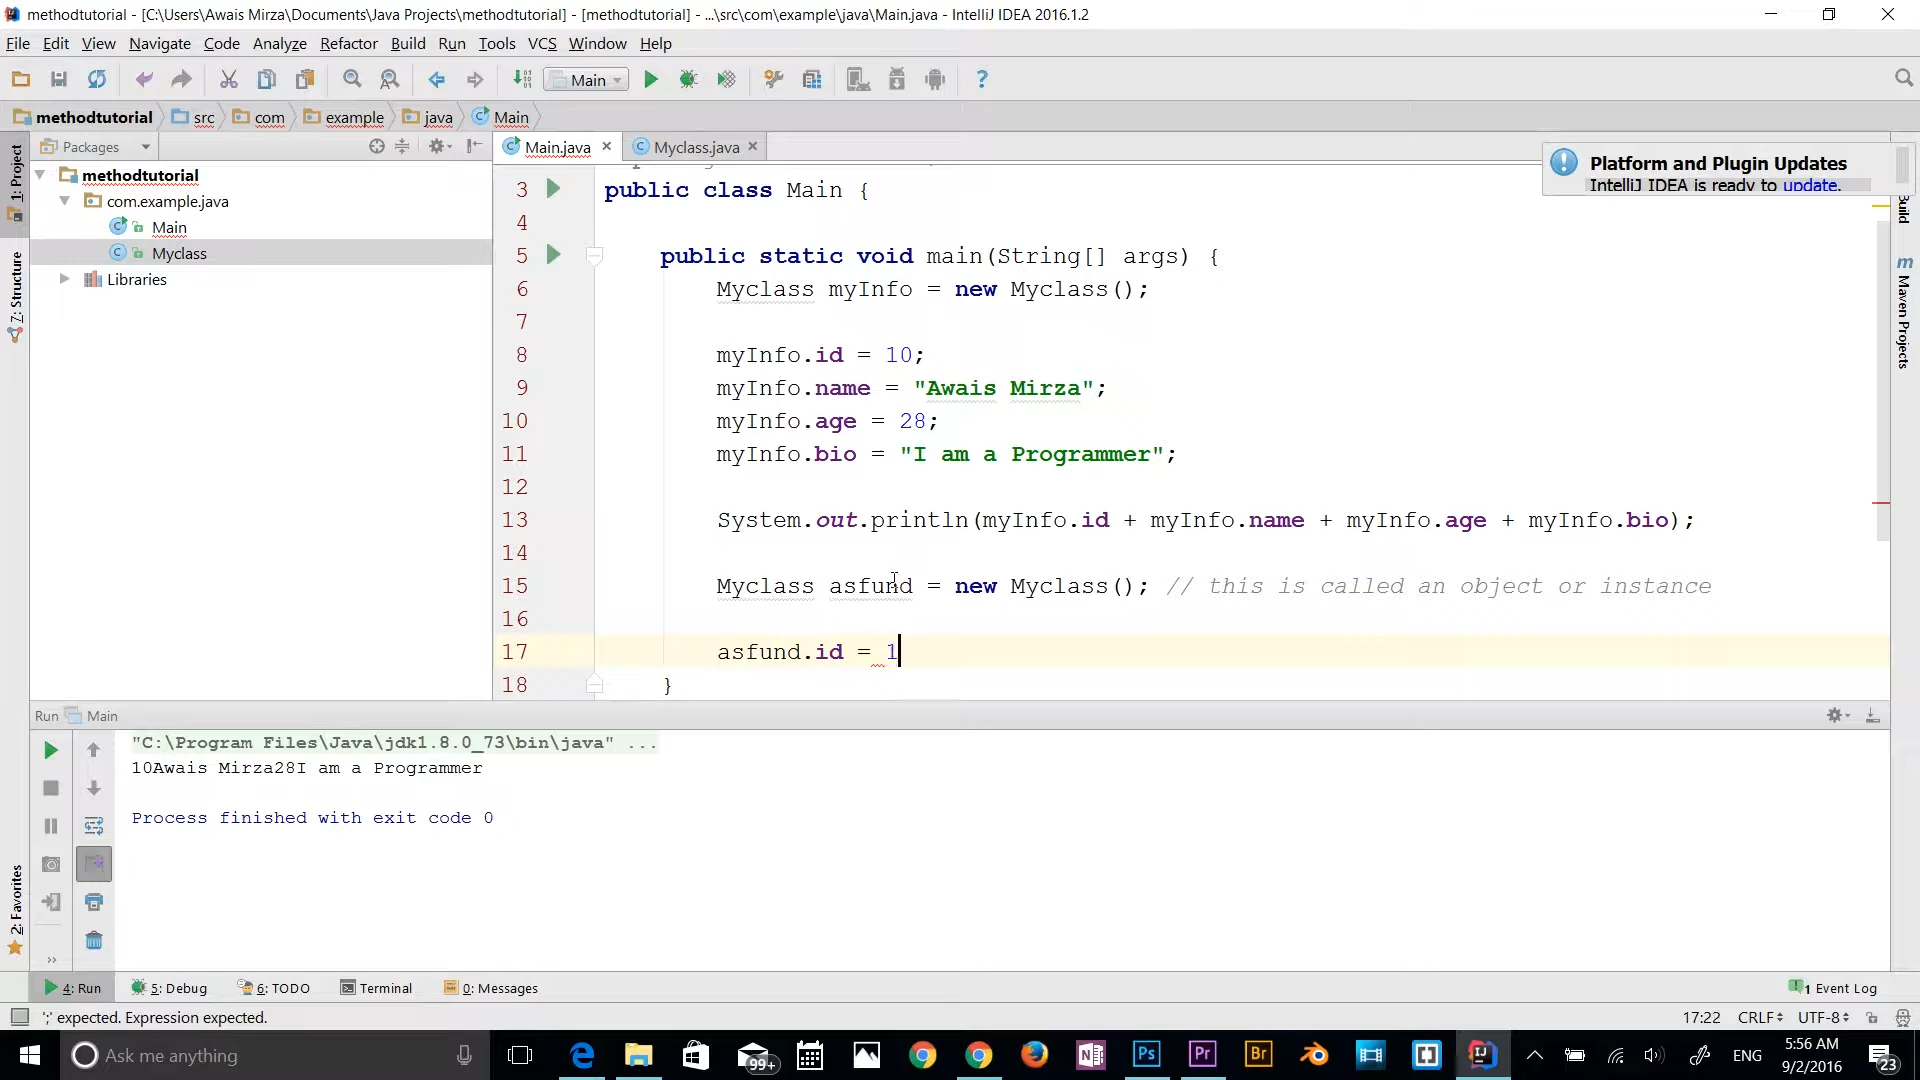 methodtutorial - [C:\Users\Awais Mirza\Documents\Java Projects\methodtutorial] - [methodtutorial] - ...\src\com\example\java\Main.java - IntelliJ IDEA 2016.1.2
File Edit View Navigate Code Analyze Refactor Build Run Tools VCS Window Help
Main
methodtutorial src com example java Main
Packages
Main.java Myclass.java
1: Project
7: Structure
2: Favorites
methodtutorial
com.example.java
Main
Myclass
Libraries
3 public class Main {
4
5 public static void main(String[] args) {
6 Myclass myInfo = new Myclass();
7
8 myInfo.id = 10;
9 myInfo.name = "Awais Mirza";
10 myInfo.age = 28;
11 myInfo.bio = "I am a Programmer";
12
13 System.out.println(myInfo.id + myInfo.name + myInfo.age + myInfo.bio);
14
15 Myclass asfund = new Myclass(); // this is called an object or instance
16
17 asfund.id = 1
18 }
Platform and Plugin Updates
IntelliJ IDEA is ready to update.
Build
m Maven Projects
Run Main
"C:\Program Files\Java\jdk1.8.0_73\bin\java" ...
10Awais Mirza28I am a Programmer
Process finished with exit code 0
4: Run 5: Debug 6: TODO Terminal 0: Messages 1 Event Log
';' expected. Expression expected. 17:22 CRLF UTF-8
Ask me anything 99+ ENG 5:56 AM
9/2/2016 23